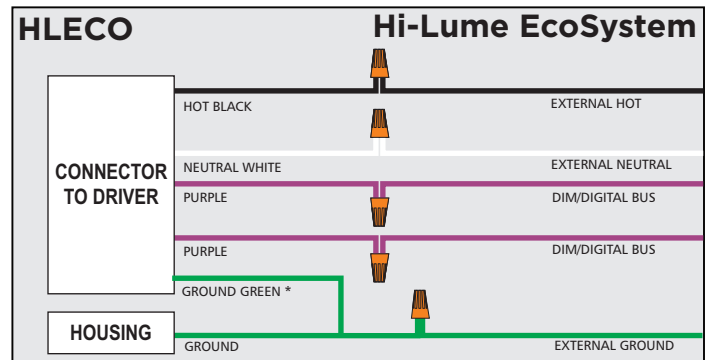 HLECO
Hi-Lume EcoSystem
HOT BLACK
EXTERNAL HOT
CONNECTOR
TO DRIVER
NEUTRAL WHITE
EXTERNAL NEUTRAL
PURPLE
DIM/DIGITAL BUS
PURPLE
DIM/DIGITAL BUS
GROUND GREEN *
HOUSING
GROUND
EXTERNAL GROUND